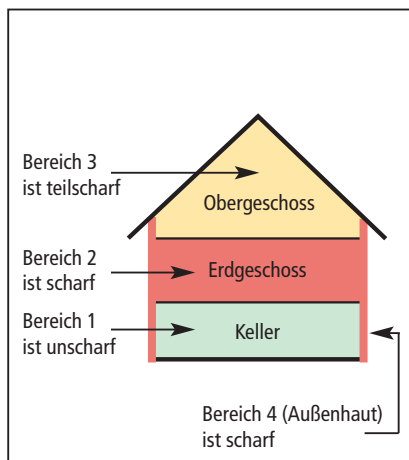 Bereich 3
ist teilscharf
Obergeschoss
Bereich 2
ist scharf
Erdgeschoss
Bereich 1
ist unscharf
Keller
Bereich 4 (Außenhaut)
ist scharf